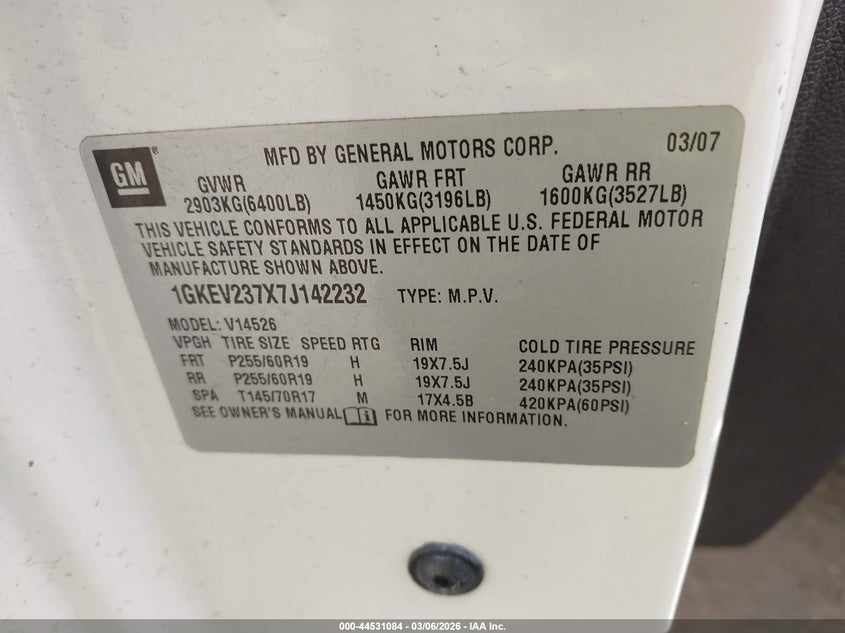 GM ® MFD BY GENERAL MOTORS CORP. 03/07
GVWR GAWR FRT GAWR RR
2903KG(6400LB) 1450KG(3196LB) 1600KG(3527LB)
THIS VEHICLE CONFORMS TO ALL APPLICABLE U.S. FEDERAL MOTOR
VEHICLE SAFETY STANDARDS IN EFFECT ON THE DATE OF
MANUFACTURE SHOWN ABOVE.
1GKEV237X7J142232 TYPE: M.P.V.
MODEL: V14526
VPGH TIRE SIZE SPEED RTG RIM COLD TIRE PRESSURE
FRT P255/60R19 H 19X7.5J 240KPA(35PSI)
RR P255/60R19 H 19X7.5J 240KPA(35PSI)
SPA T145/70R17 M 17X4.5B 420KPA(60PSI)
SEE OWNER'S MANUAL i FOR MORE INFORMATION.
000-44531084 - 03/06/2026 - IAA Inc.